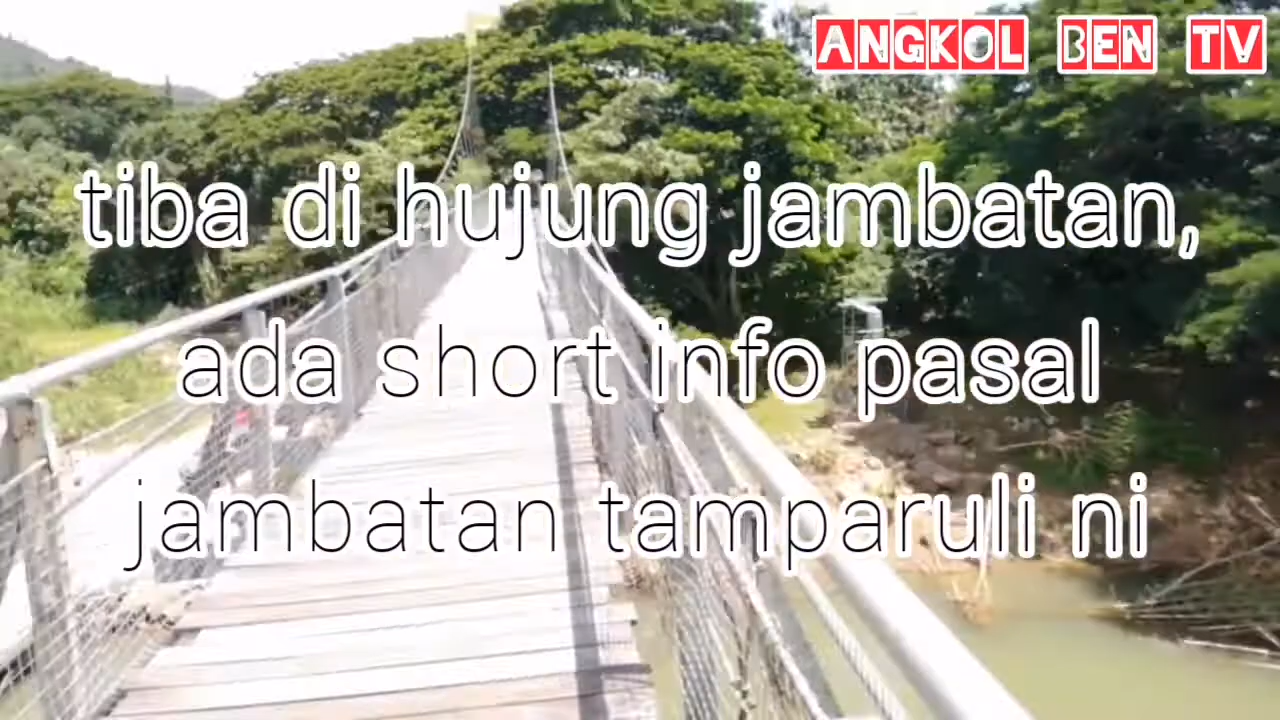 ANGKOL BEN TV
tiba di hujung jambatan,
ada short info pasal
jambatan tamparuli ni